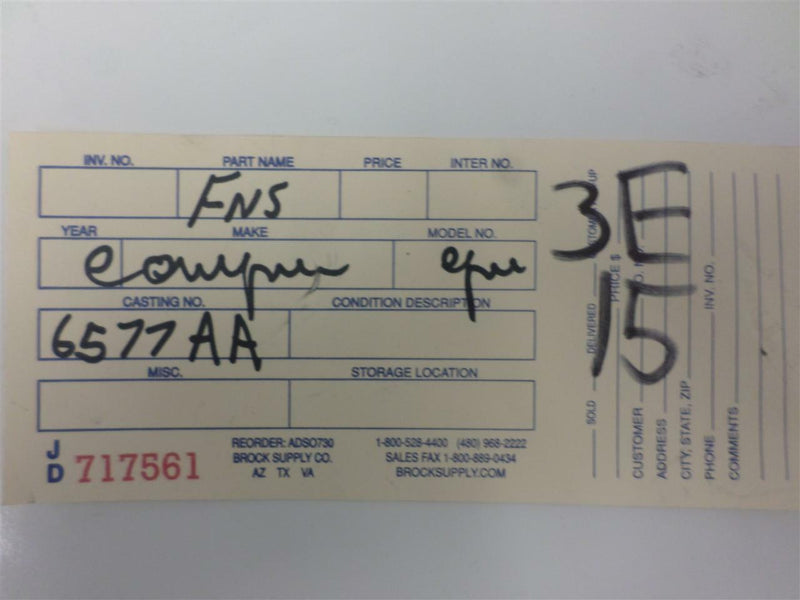 INV. NO. PART NAME PRICE INTER NO.
FNS
YEAR MAKE MODEL NO.
CASTING NO. CONDITION DESCRIPTION
6577AA
MISC. STORAGE LOCATION
JD 717561
REORDER: ADSO730
BROCK SUPPLY CO.
AZ TX VA
1-800-528-4400 (480) 968-2222
SALES FAX 1-800-889-0434
BROCKSUPPLY.COM
3E
15
SOLD DELIVERED UP
PRICE $
CUSTOMER
ADDRESS
CITY, STATE, ZIP
PHONE INV. NO.
COMMENTS